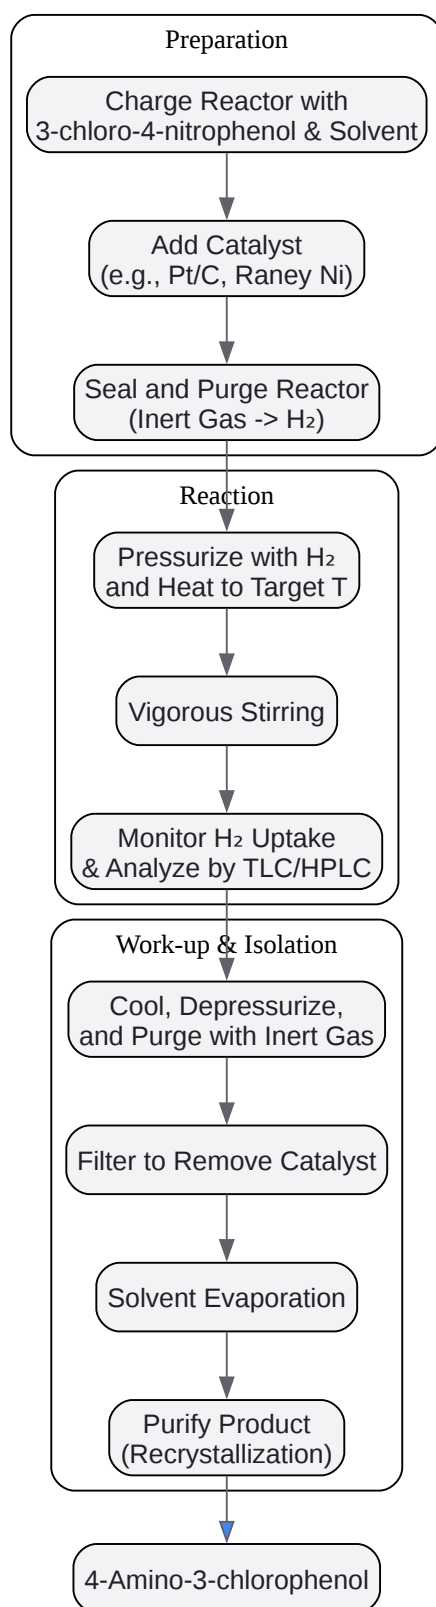 Preparation
Charge Reactor with
3-chloro-4-nitrophenol & Solvent
Add Catalyst
(e.g., Pt/C, Raney Ni)
Seal and Purge Reactor
(Inert Gas -> H₂)
Reaction
Pressurize with H₂
and Heat to Target T
Vigorous Stirring
Monitor H₂ Uptake
& Analyze by TLC/HPLC
Work-up & Isolation
Cool, Depressurize,
and Purge with Inert Gas
Filter to Remove Catalyst
Solvent Evaporation
Purify Product
(Recrystallization)
4-Amino-3-chlorophenol